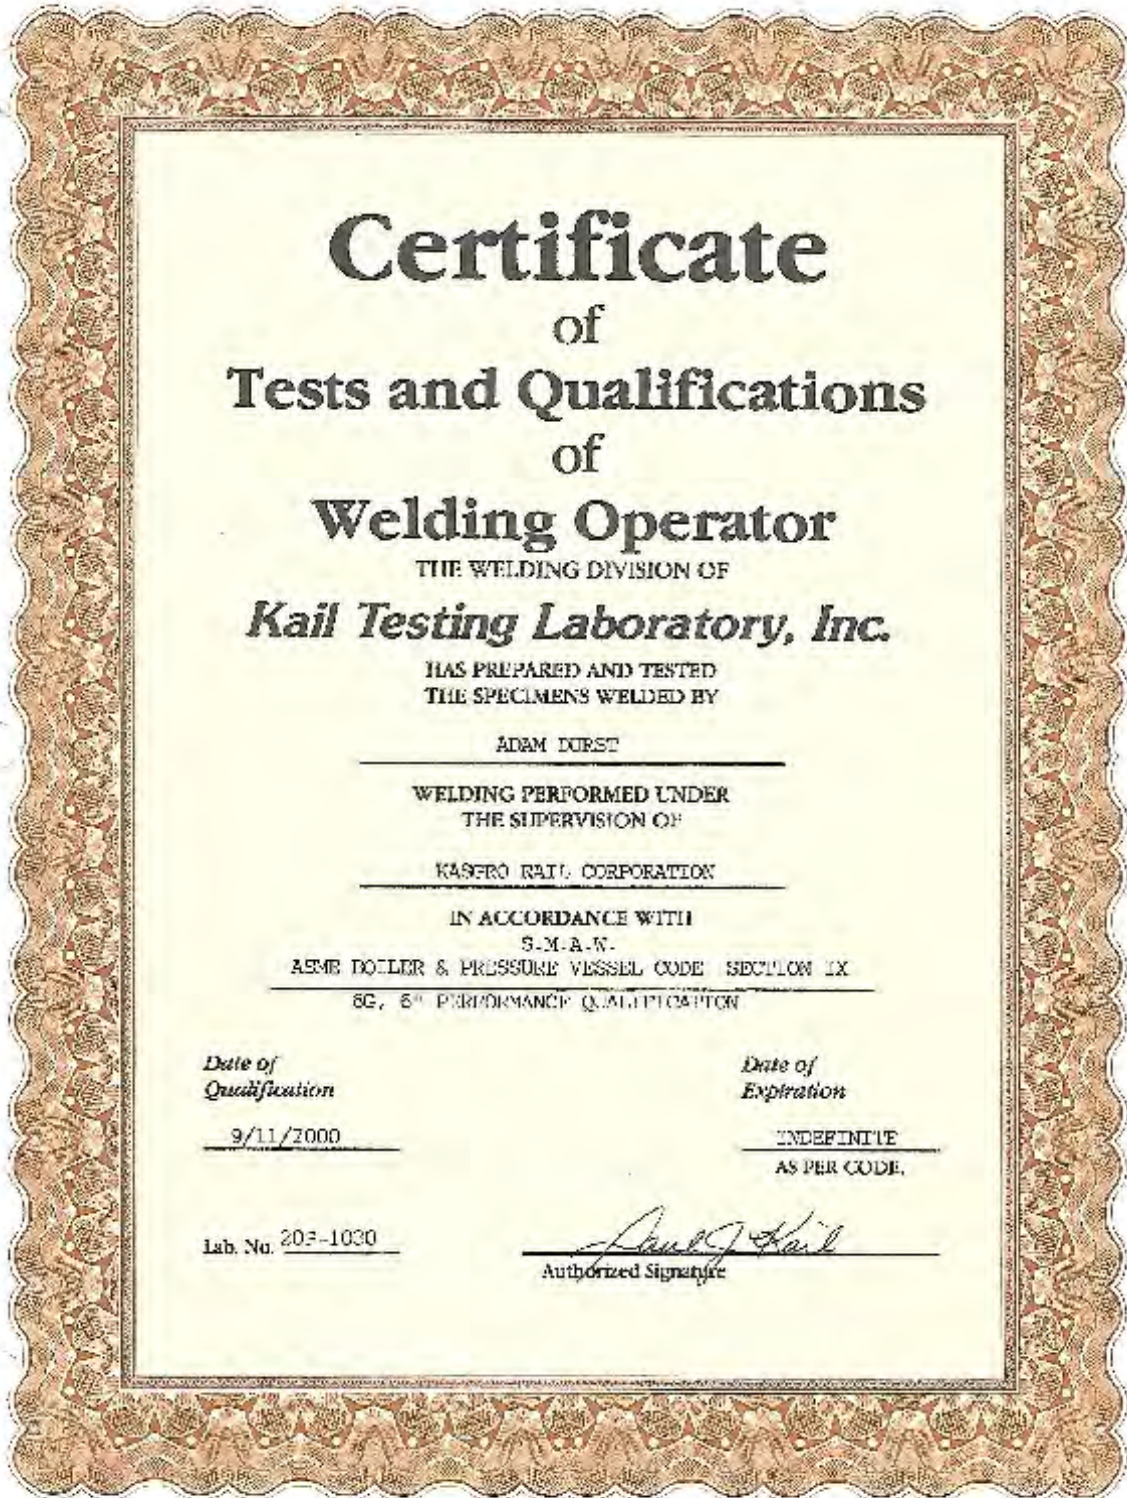 Certificate
of
Tests and Qualifications
of
Welding Operator
THE WELDING DIVISION OF
Kail Testing Laboratory, Inc.
HAS PREPARED AND TESTED
THE SPECIMENS WELDED BY
ADAM DURST
WELDING PERFORMED UNDER
THE SUPERVISION OF
KASGRO RAIL CORPORATION
IN ACCORDANCE WITH
S.M.A.W.
ASME BOILER & PRESSURE VESSEL CODE SECTION IX
6G, 6" PERFORMANCE QUALIFICATION
Date of
Qualification
Date of
Expiration
9/11/2000
INDEFINITE
AS PER CODE.
Lab. No.
Paul J. Kail
Authorized Signature